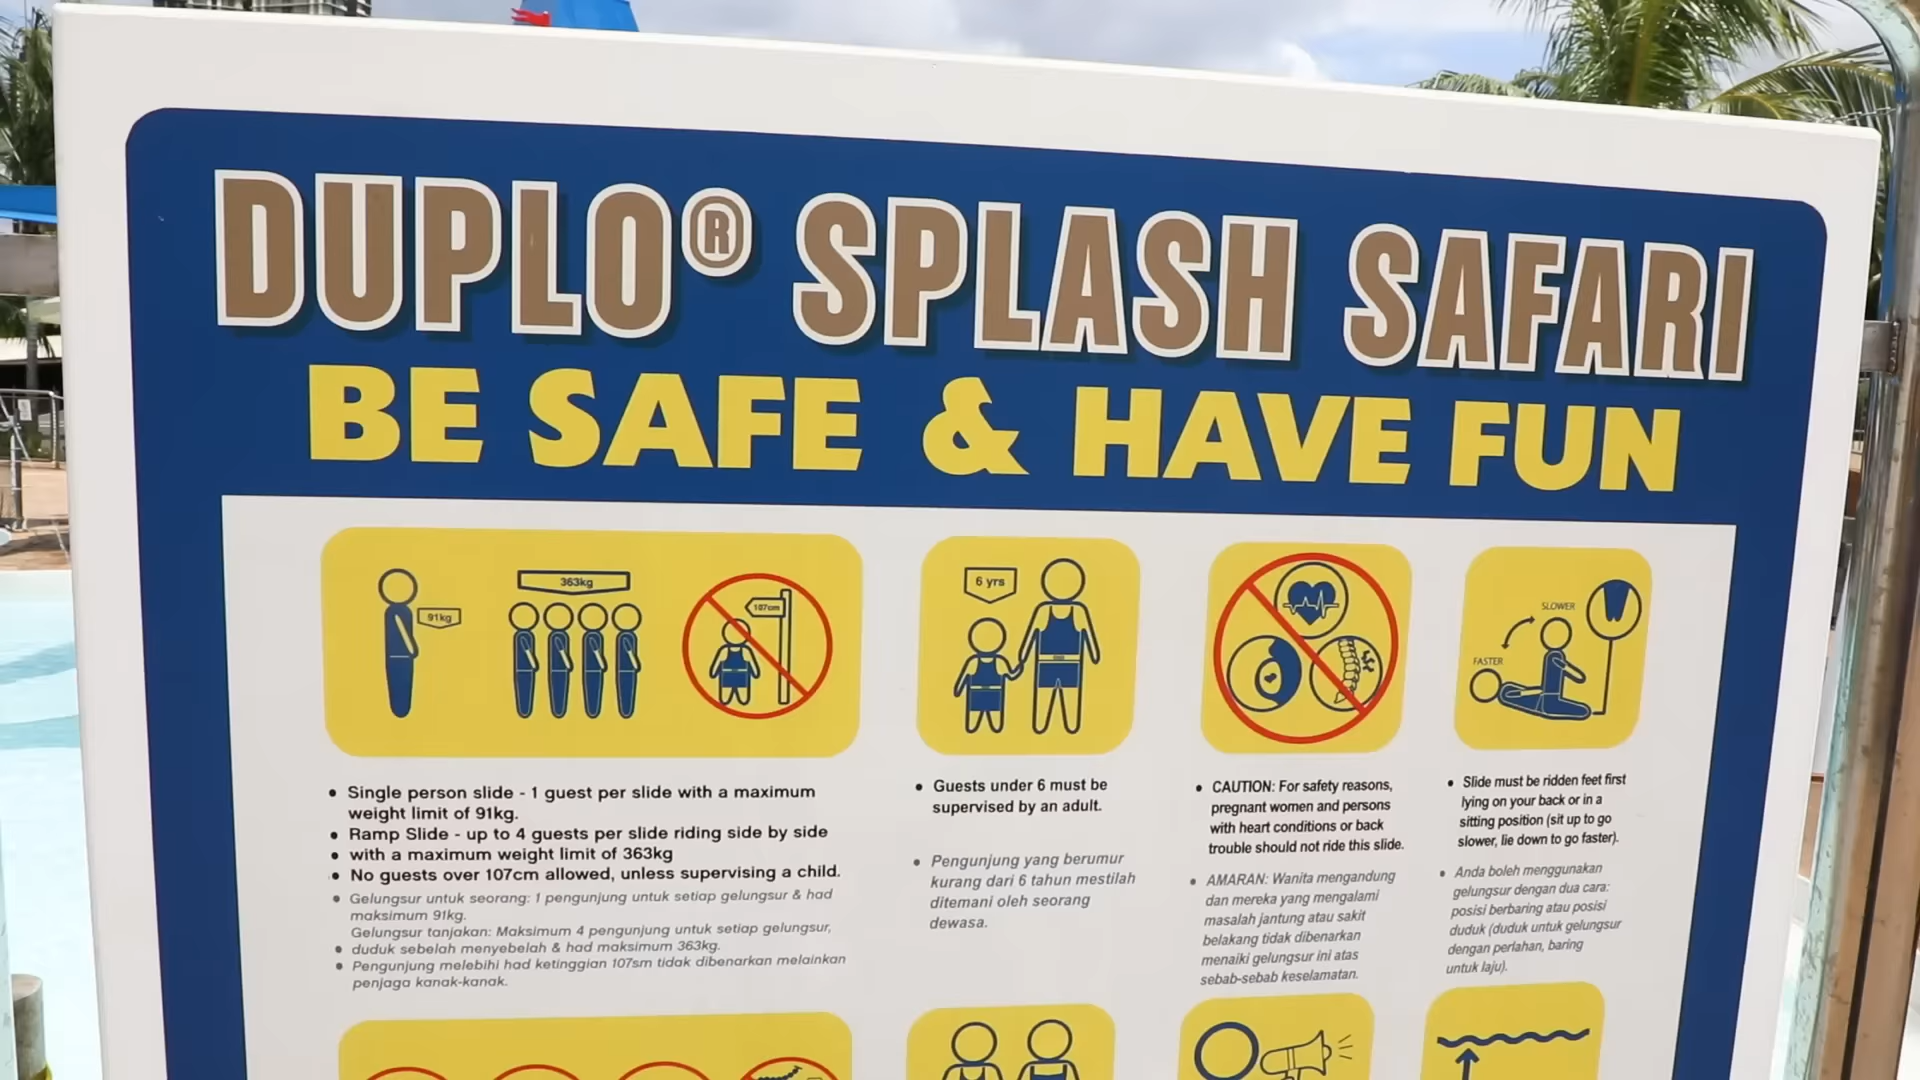 DUPLO® SPLASH SAFARI
BE SAFE & HAVE FUN
91kg
363kg
107cm
6 yrs
SLOWER
FASTER
• Single person slide - 1 guest per slide with a maximum
weight limit of 91kg.
• Ramp Slide - up to 4 guests per slide riding side by side
• with a maximum weight limit of 363kg
• No guests over 107cm allowed, unless supervising a child.
• Gelungsur untuk seorang: 1 pengunjung untuk setiap gelungsur & had
maksimum 91kg.
Gelungsur tanjakan: Maksimum 4 pengunjung untuk setiap gelungsur,
• duduk sebelah menyebelah & had maksimum 363kg.
• Pengunjung melebihi had ketinggian 107sm tidak dibenarkan melainkan
penjaga kanak-kanak.
• Guests under 6 must be
supervised by an adult.
• Pengunjung yang berumur
kurang dari 6 tahun mestilah
ditemani oleh seorang
dewasa.
• CAUTION: For safety reasons,
pregnant women and persons
with heart conditions or back
trouble should not ride this slide.
• AMARAN: Wanita mengandung
dan mereka yang mengalami
masalah jantung atau sakit
belakang tidak dibenarkan
menaiki gelungsur ini atas
sebab-sebab keselamatan.
• Slide must be ridden feet first
lying on your back or in a
sitting position (sit up to go
slower, lie down to go faster).
• Anda boleh menggunakan
gelungsur dengan dua cara:
posisi berbaring atau posisi
duduk (duduk untuk gelungsur
dengan perlahan, baring
untuk laju).